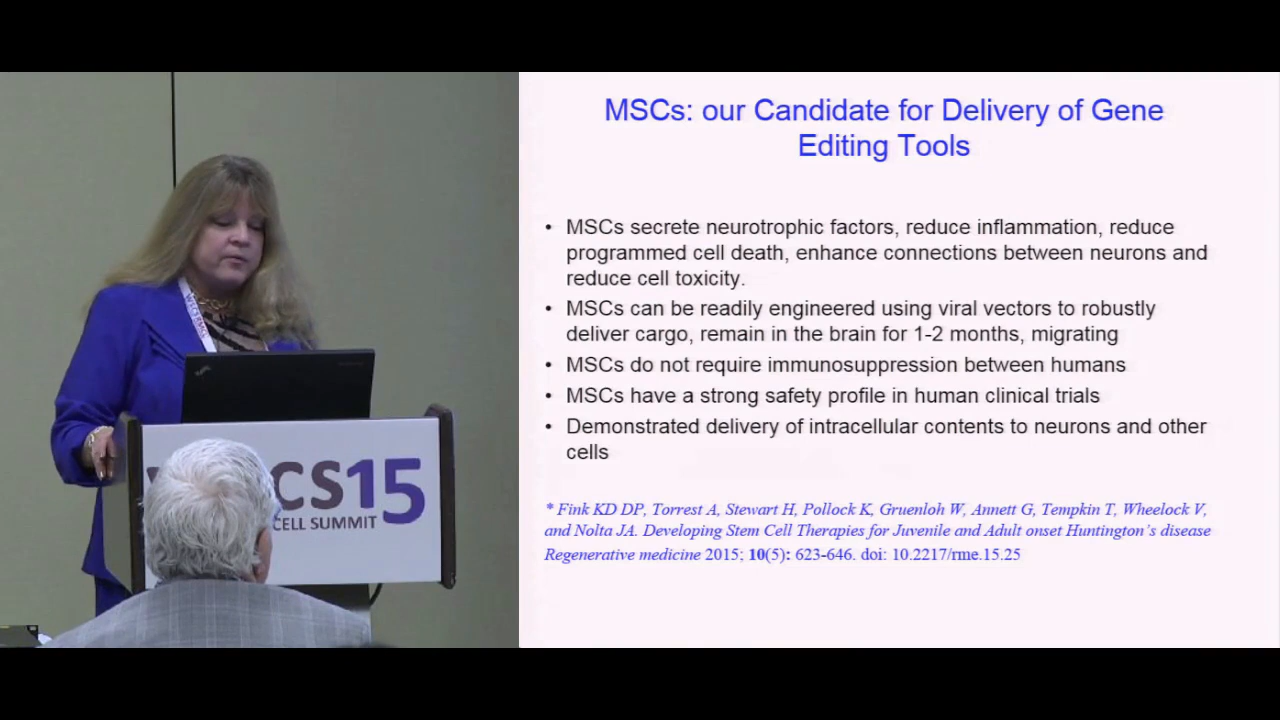 MSCs: our Candidate for Delivery of Gene
Editing Tools
• MSCs secrete neurotrophic factors, reduce inflammation, reduce
programmed cell death, enhance connections between neurons and
reduce cell toxicity.
• MSCs can be readily engineered using viral vectors to robustly
deliver cargo, remain in the brain for 1-2 months, migrating
• MSCs do not require immunosuppression between humans
• MSCs have a strong safety profile in human clinical trials
• Demonstrated delivery of intracellular contents to neurons and other
cells
* Fink KD DP, Torrest A, Stewart H, Pollock K, Gruenloh W, Annett G, Tempkin T, Wheelock V,
and Nolta JA. Developing Stem Cell Therapies for Juvenile and Adult onset Huntington's disease
Regenerative medicine 2015; 10(5): 623-646. doi: 10.2217/rme.15.25
CS15
CELL SUMMIT